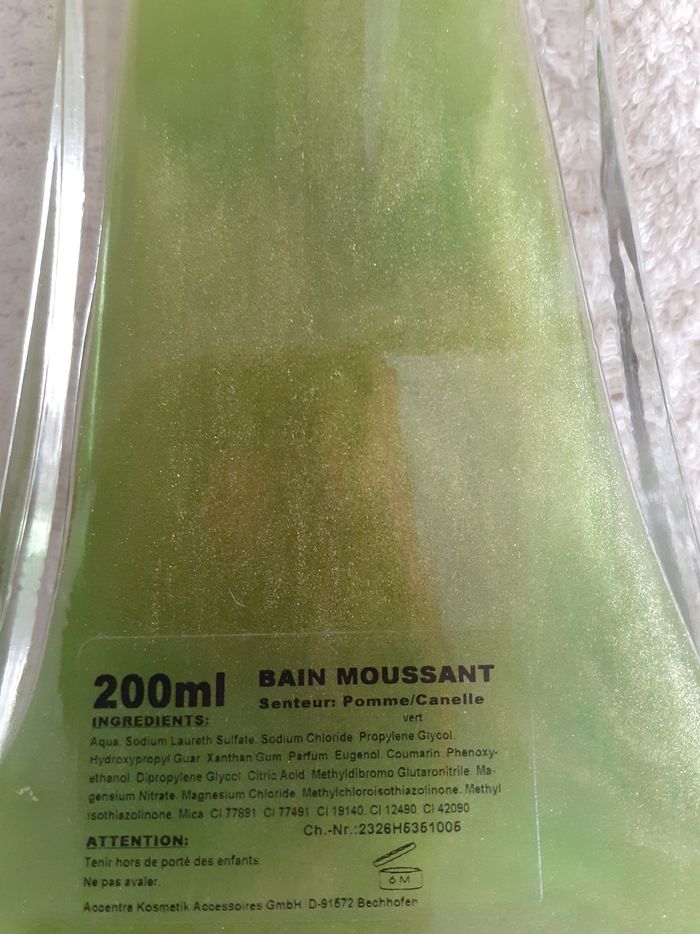 200ml BAIN MOUSSANT
Senteur: Pomme/Canelle
vert
INGREDIENTS:
Aqua. Sodium Laureth Sulfate. Sodium Chloride. Propylene Glycol.
Hydroxypropyl Guar. Xanthan Gum. Parfum. Eugenol. Coumarin. Phenoxy-
ethanol. Dipropylene Glycol. Citric Acid. Methyldibromo Glutaronitrile. Ma-
gensium Nitrate. Magnesium Chloride. Methylchloroisothiazolinone. Methyl
isothiazolinone. Mica. CI 77891. CI 77491. CI 19140. CI 12490. CI 42090
Ch.-Nr.:2326H5351005
ATTENTION:
Tenir hors de porté des enfants.
Ne pas avaler.
6 M
Accentra Kosmetik Accessoires GmbH D-91572 Bechhofen